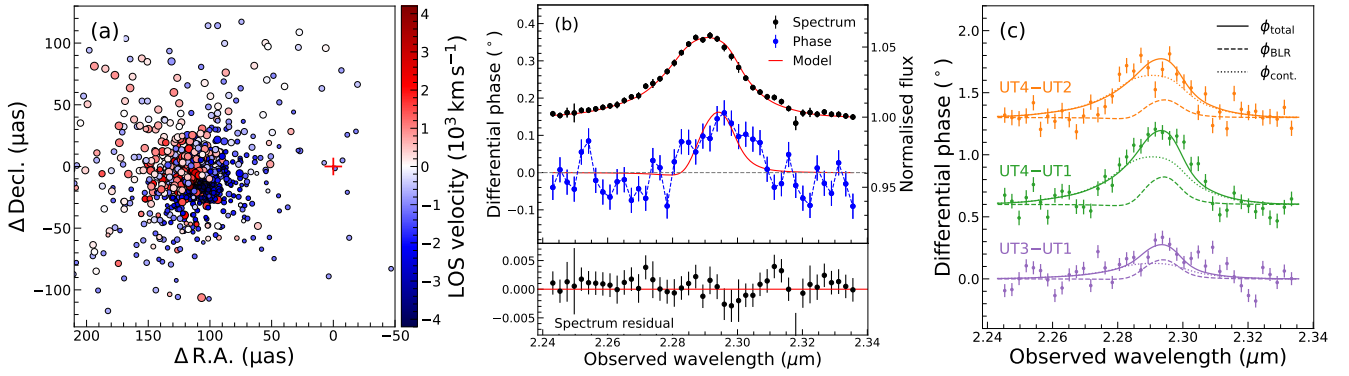 (a)
100
50
0
−50
−100
200
150
100
50
0
−50
Δ Decl. (μas)
Δ R.A. (μas)
4
3
2
1
0
−1
−2
−3
−4
LOS velocity (10³ km s⁻¹)
(b)
Spectrum
Phase
Model
0.4
0.3
0.2
0.1
0.0
−0.1
Differential phase (°)
1.05
1.00
0.96
Normalised flux
0.005
0.000
−0.005
Spectrum residual
2.24
2.26
2.28
2.30
2.32
2.34
Observed wavelength (μm)
(c)
ϕtotal
ϕBLR
ϕcont.
UT4−UT2
UT4−UT1
UT3−UT1
2.0
1.5
1.0
0.5
0.0
Differential phase (°)
2.24
2.26
2.28
2.30
2.32
2.34
Observed wavelength (μm)